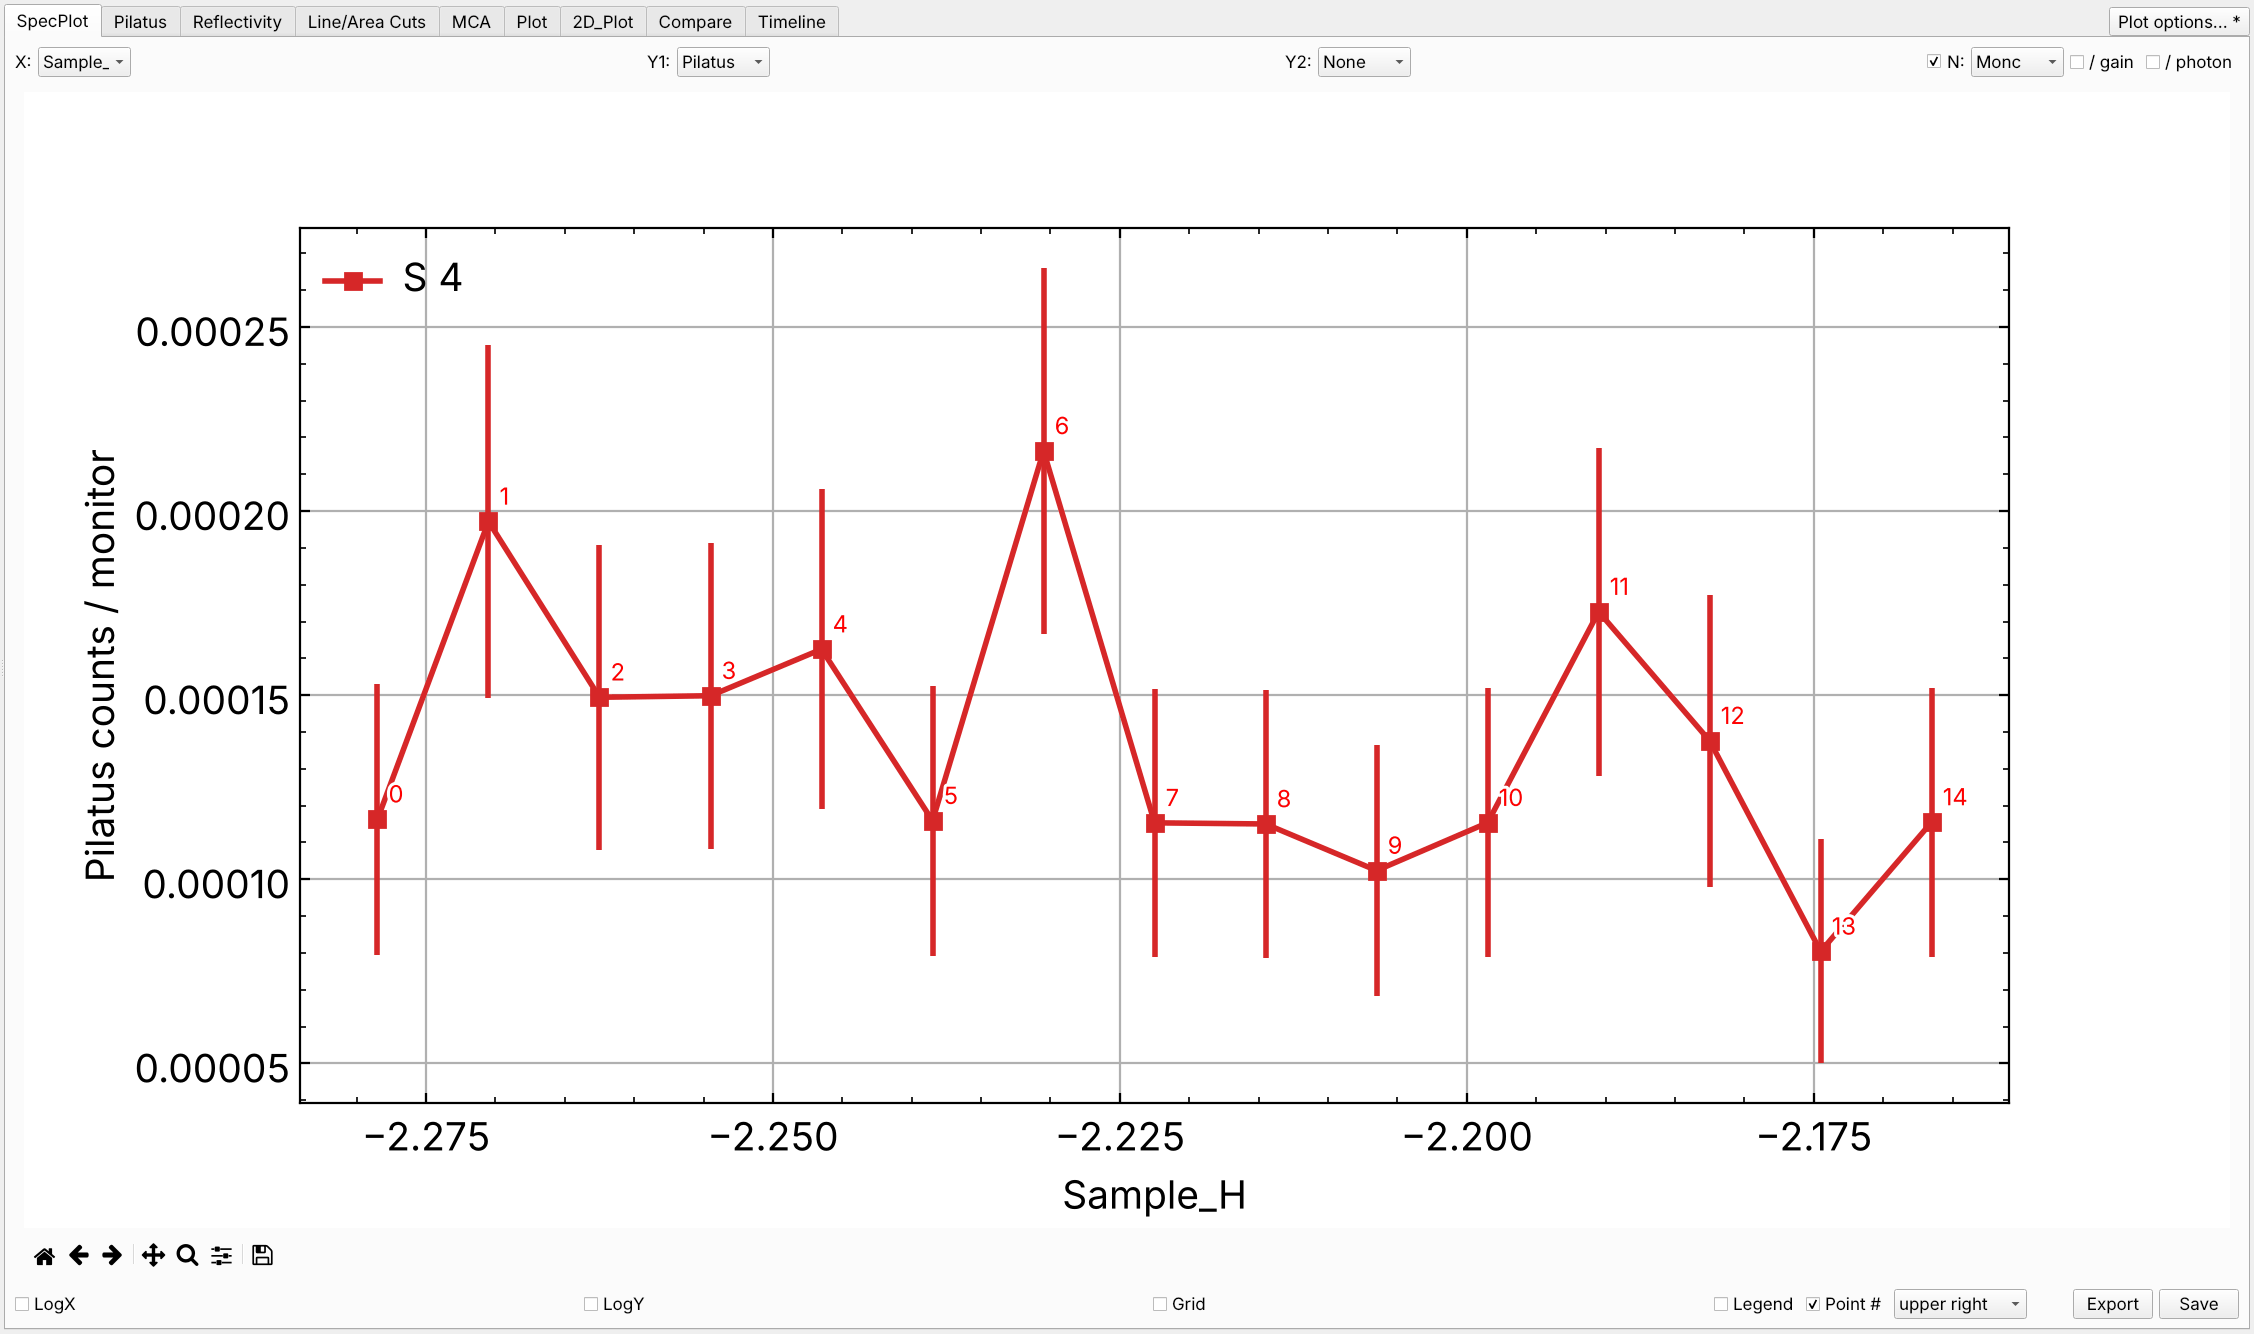 SpecPlot Pilatus Reflectivity Line/Area Cuts MCA Plot 2D_Plot Compare Timeline Plot options... *
X: Sample_ Y1: Pilatus Y2: None N: Monc / gain / photon
S 4
0.00025
0.00020
0.00015
0.00010
0.00005
Pilatus counts / monitor
0
1
2
3
4
5
6
7
8
9
10
11
12
13
14
−2.275 −2.250 −2.225 −2.200 −2.175
Sample_H
LogX LogY Grid Legend Point # upper right Export Save